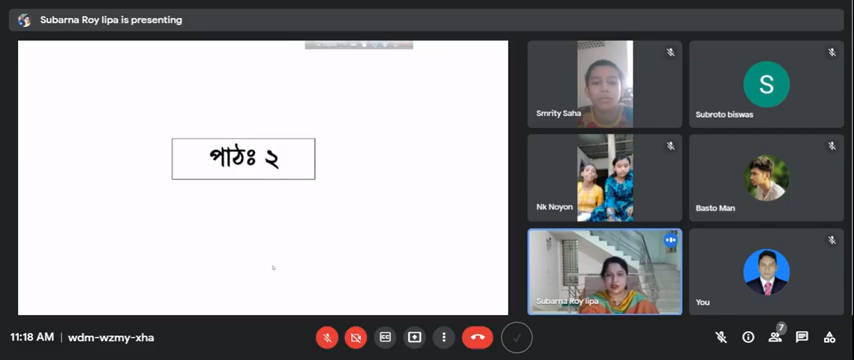 Subarna Roy lipa is presenting
পাঠঃ ২
Smrity Saha
S
Subroto biswas
Nk Noyon
Basto Man
Subarna Roy lipa
You
11:18 AM | wdm-wzmy-xha
CC
7